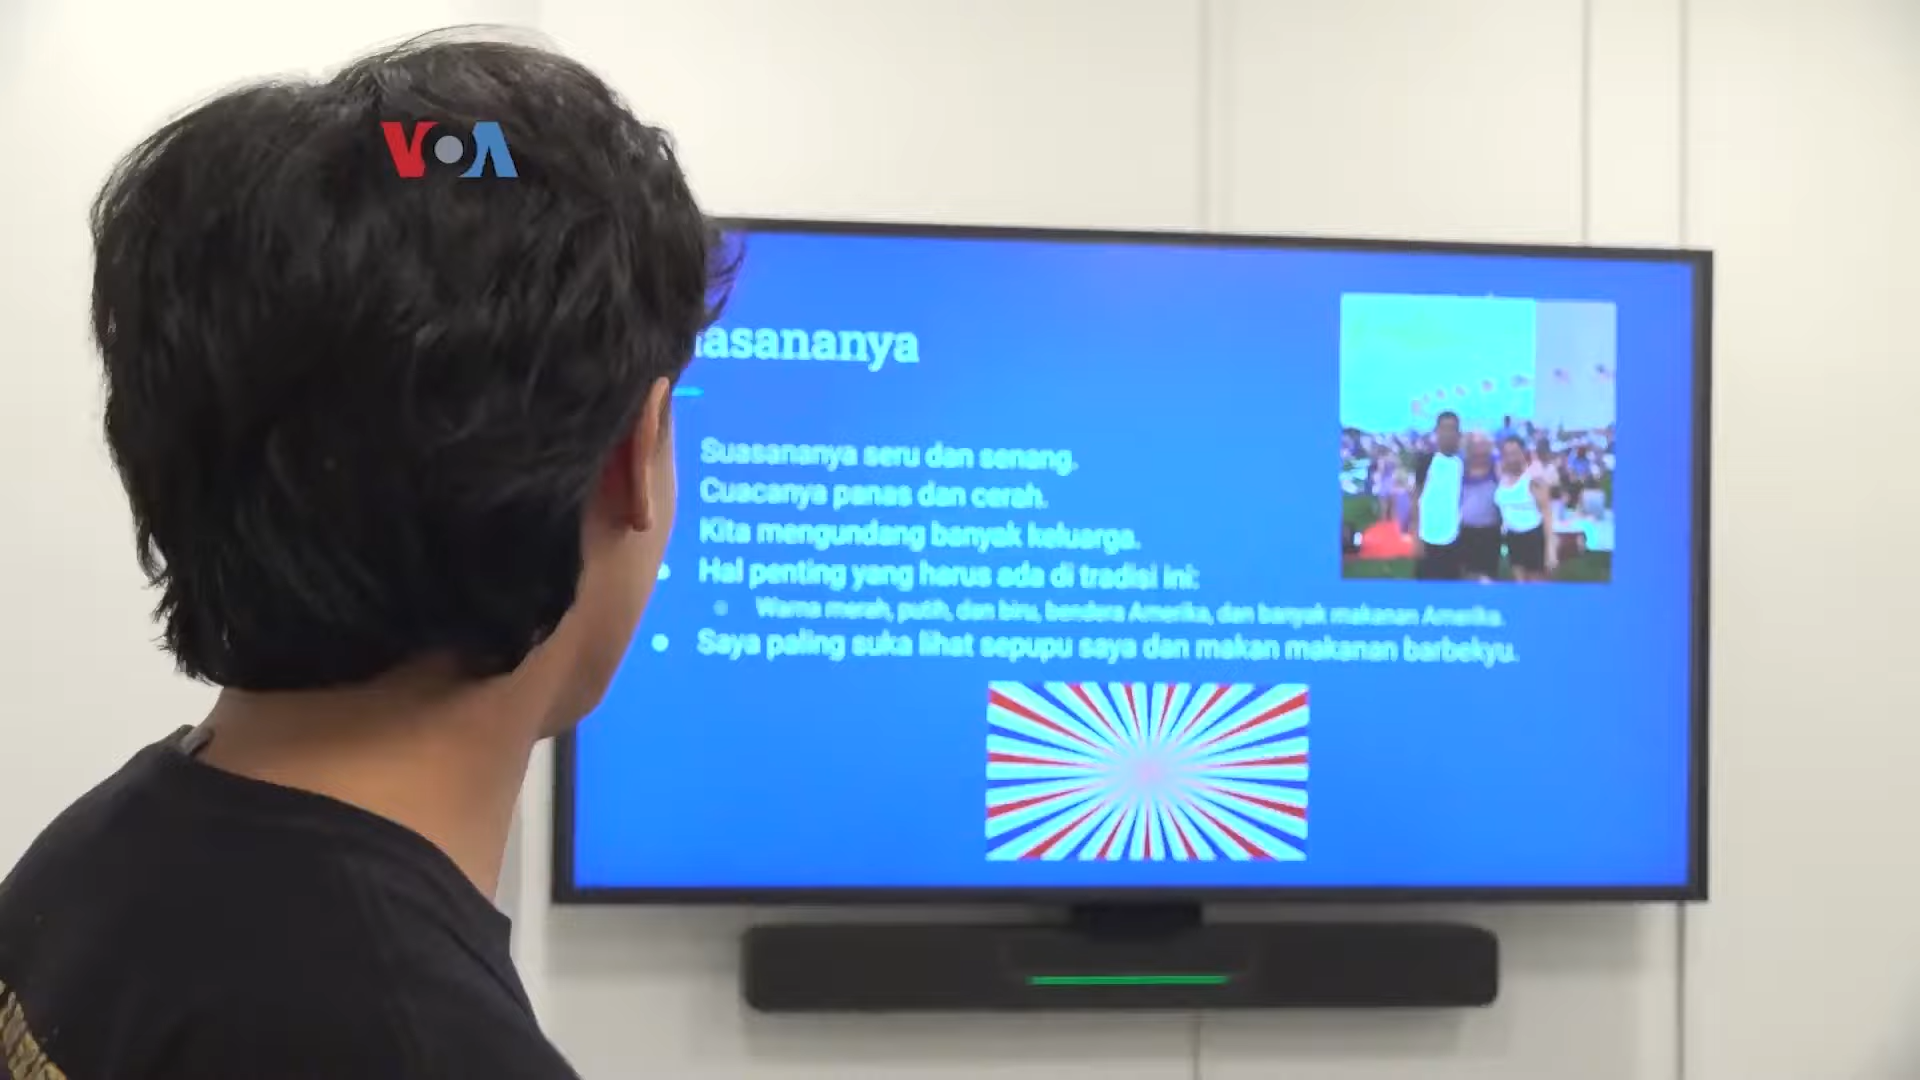 VOA
asananya
Suasananya seru dan senang.
Cuacanya panas dan cerah.
Kita mengundang banyak keluarga.
Hal penting yang harus ada di tradisi ini:
Warna merah, putih, dan biru, bendera Amerika, dan banyak makanan Amerika.
Saya paling suka lihat sepupu saya dan makan makanan barbekyu.